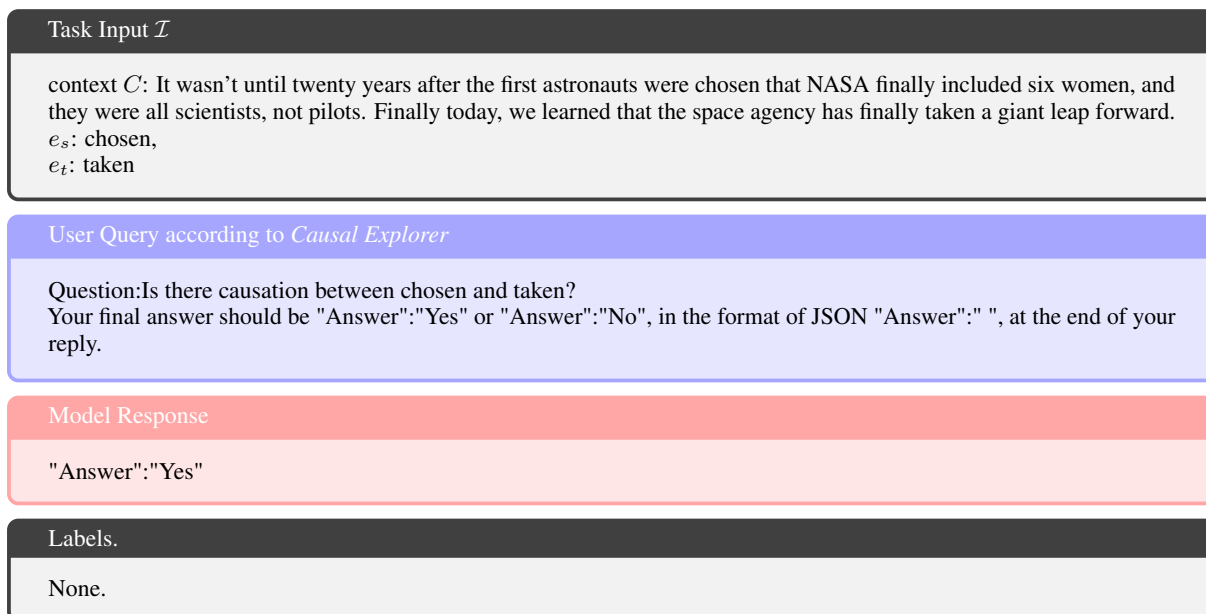 Task Input I
context C: It wasn't until twenty years after the first astronauts were chosen that NASA finally included six women, and
they were all scientists, not pilots. Finally today, we learned that the space agency has finally taken a giant leap forward.
e_s: chosen,
e_t: taken
User Query according to Causal Explorer
Question:Is there causation between chosen and taken?
Your final answer should be "Answer":"Yes" or "Answer":"No", in the format of JSON "Answer":" ", at the end of your
reply.
Model Response
"Answer":"Yes"
Labels.
None.